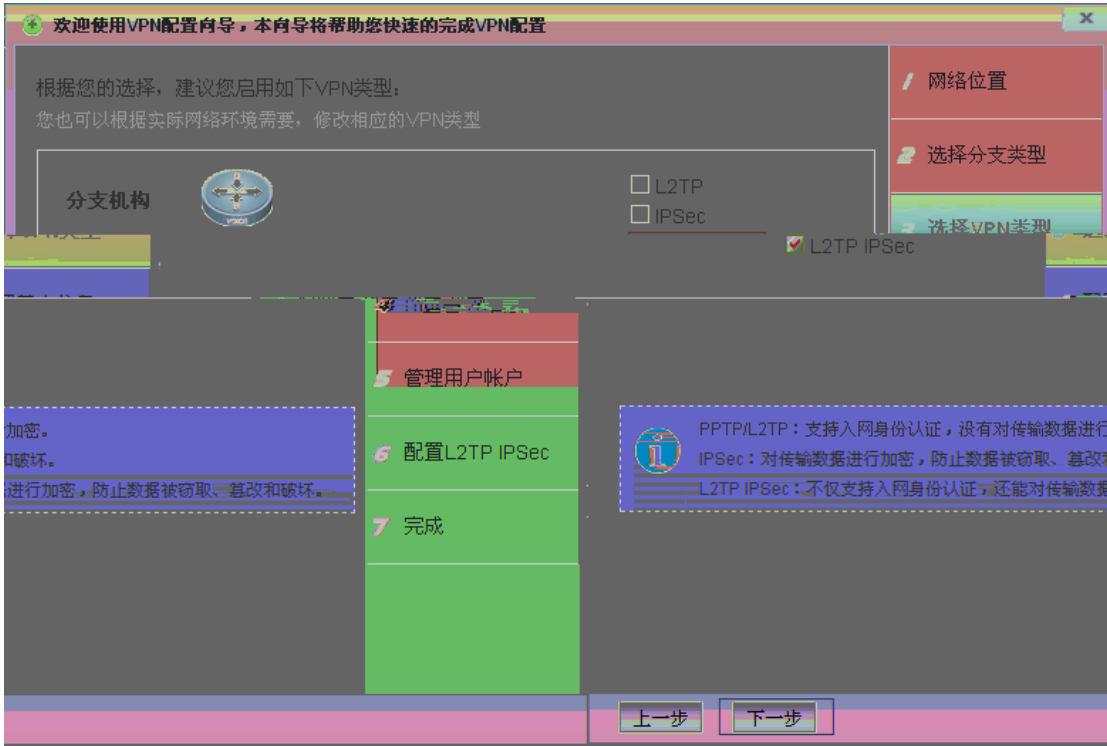 欢迎使用VPN配置向导，本向导将帮助您快速的完成VPN配置
根据您的选择，建议您启用如下VPN类型：
您也可以根据实际网络环境需要，修改相应的VPN类型
分支机构
L2TP
IPSec
L2TP IPSec
1 网络位置
2 选择分支类型
3 选择VPN类型
5 管理用户帐户
6 配置L2TP IPSec
7 完成
加密。
和破坏。
进行加密，防止数据被窃取、篡改和破坏。
PPTP/L2TP：支持入网身份认证，没有对传输数据进行
IPSec：对传输数据进行加密，防止数据被窃取、篡改
L2TP IPSec：不仅支持入网身份认证，还能对传输数据
上一步
下一步